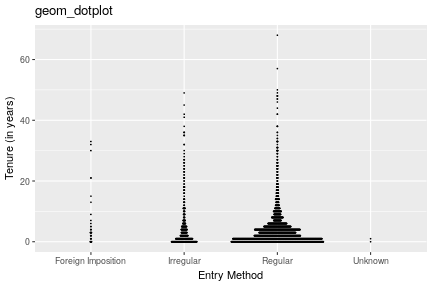 geom_dotplot
Tenure (in years)
60
40
20
0
Foreign Imposition
Irregular
Regular
Unknown
Entry Method